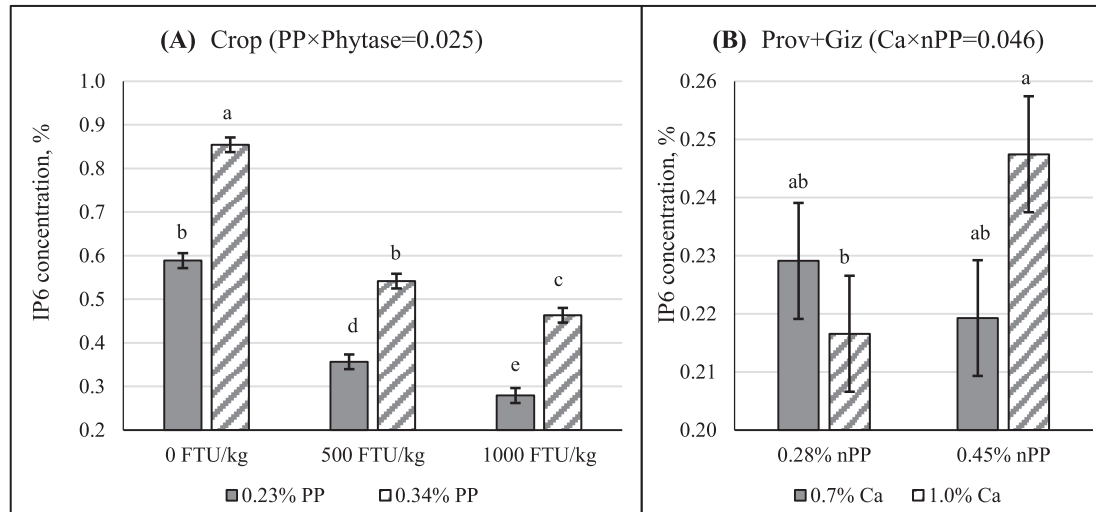 (A) Crop (PP×Phytase=0.025)
IP6 concentration, %
1.0
0.9
0.8
0.7
0.6
0.5
0.4
0.3
0.2
a
b
b
c
d
e
0 FTU/kg 500 FTU/kg 1000 FTU/kg
0.23% PP 0.34% PP
(B) Prov+Giz (Ca×nPP=0.046)
IP6 concentration, %
0.26
0.25
0.24
0.23
0.22
0.21
0.20
a
ab
ab
b
0.28% nPP 0.45% nPP
0.7% Ca 1.0% Ca